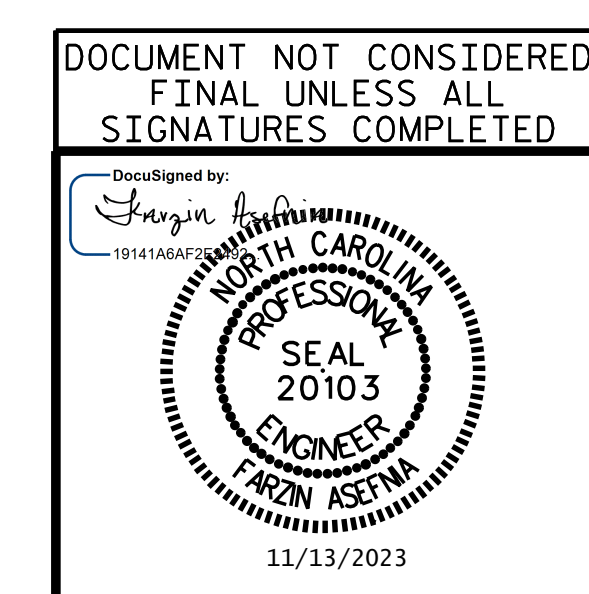 DOCUMENT NOT CONSIDERED
FINAL UNLESS ALL
SIGNATURES COMPLETED
DocuSigned by:
Farzin Asefnia
19141A6AF2E2492...
NORTH CAROLINA
PROFESSIONAL
SEAL
20103
ENGINEER
FARZIN ASEFNIA
11/13/2023